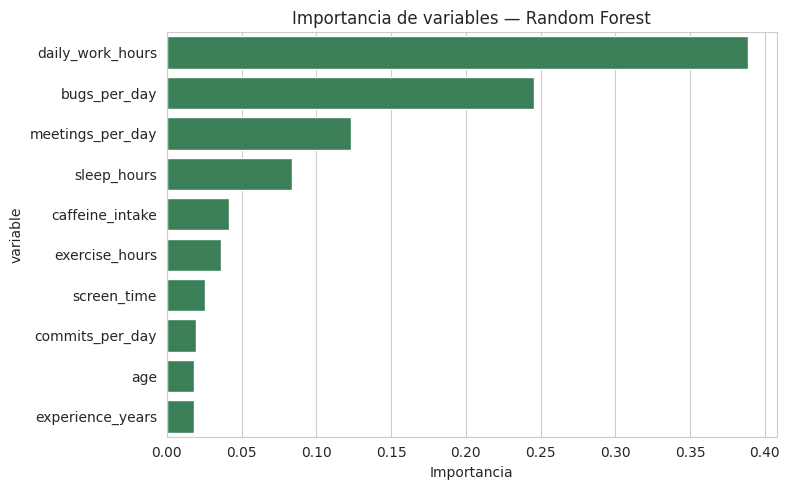 Importancia de variables — Random Forest
daily_work_hours
bugs_per_day
meetings_per_day
sleep_hours
caffeine_intake
exercise_hours
screen_time
commits_per_day
age
experience_years
variable
0.00 0.05 0.10 0.15 0.20 0.25 0.30 0.35 0.40
Importancia